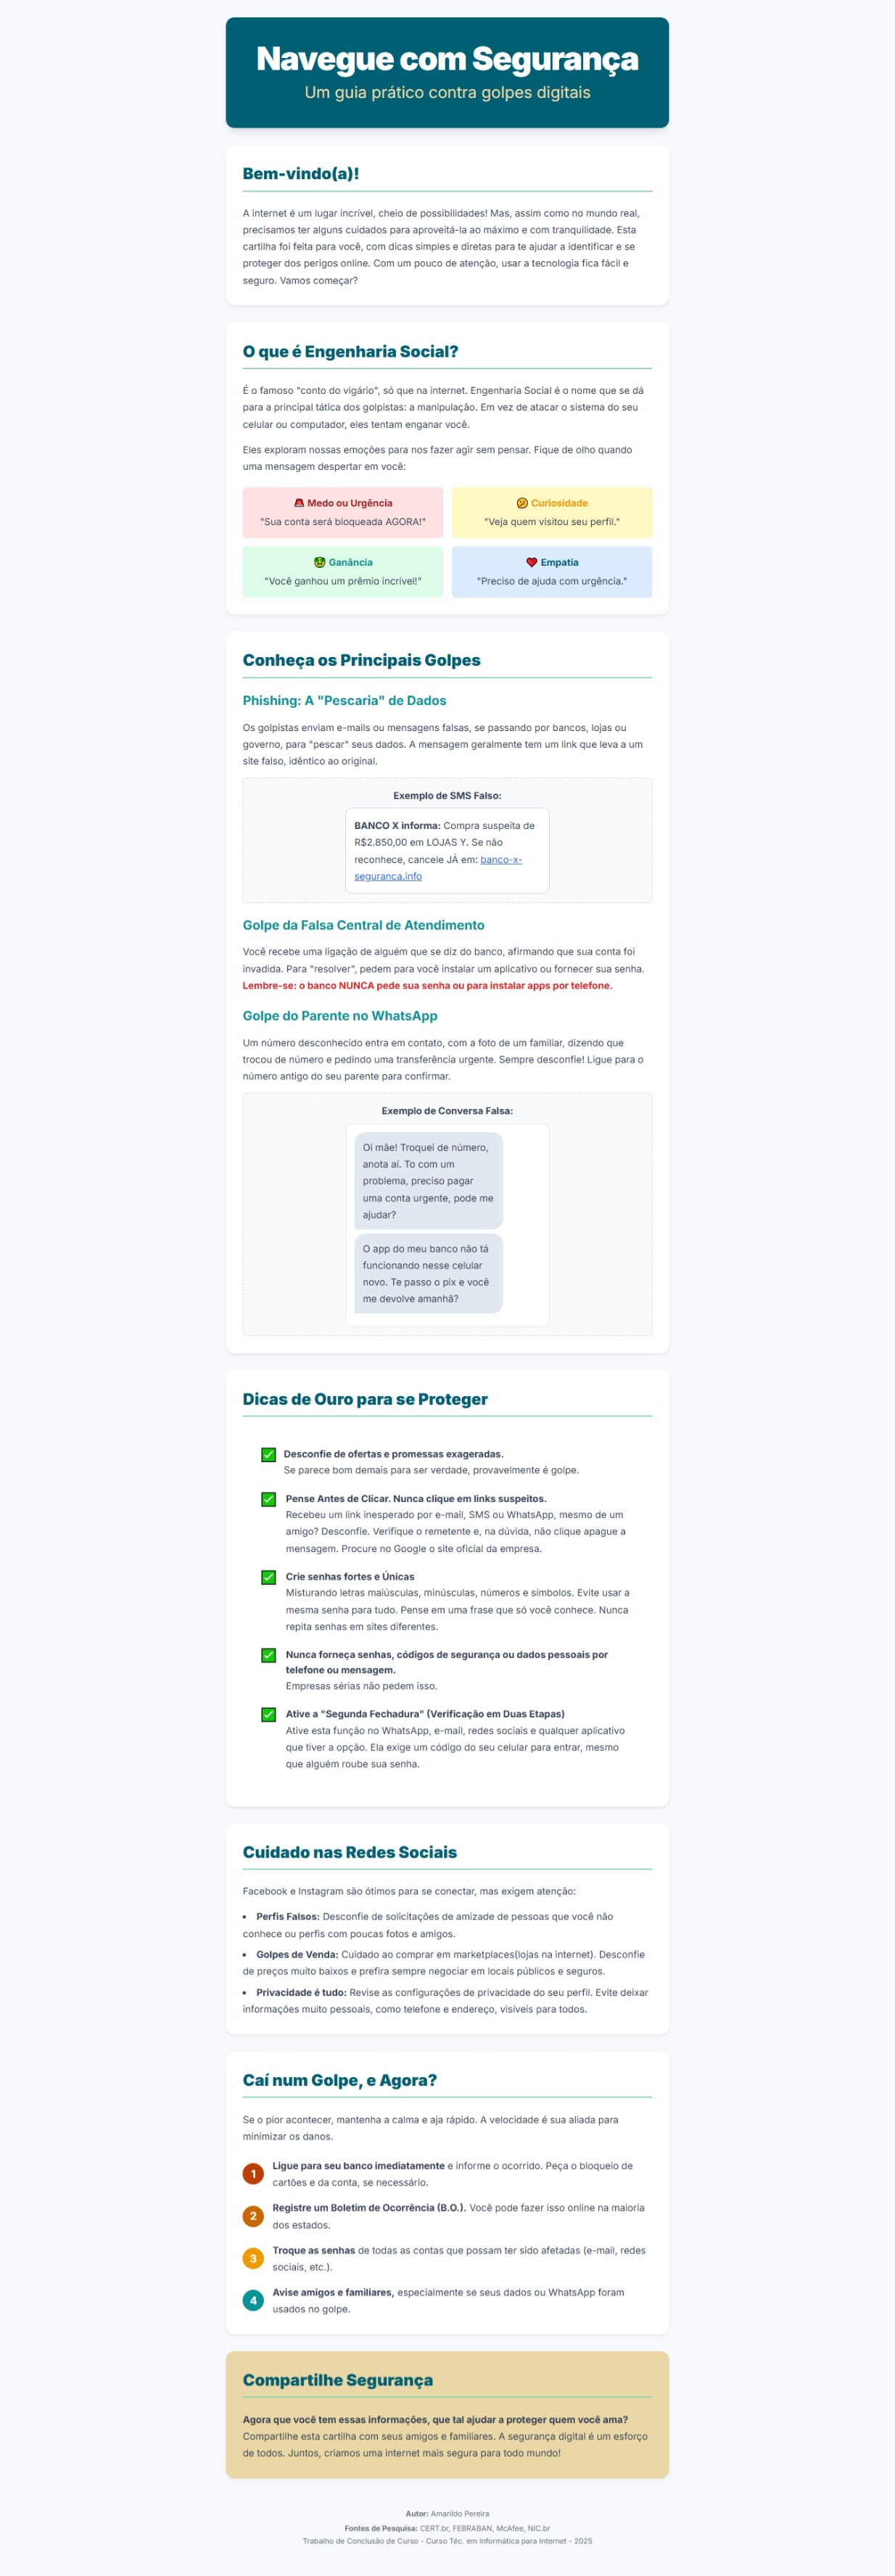 Navegue com Segurança
Um guia prático contra golpes digitais
Bem-vindo(a)!
A internet é um lugar incrível, cheio de possibilidades! Mas, assim como no mundo real,
precisamos ter alguns cuidados para aproveitá-la ao máximo e com tranquilidade. Esta
cartilha foi feita para você, com dicas simples e diretas para te ajudar a identificar e se
proteger dos perigos online. Com um pouco de atenção, usar a tecnologia fica fácil e
seguro. Vamos começar?
O que é Engenharia Social?
É o famoso "conto do vigário", só que na internet. Engenharia Social é o nome que se dá
para a principal tática dos golpistas: a manipulação. Em vez de atacar o sistema do seu
celular ou computador, eles tentam enganar você.
Eles exploram nossas emoções para nos fazer agir sem pensar. Fique de olho quando
uma mensagem despertar em você:
Medo ou Urgência
"Sua conta será bloqueada AGORA!"
Curiosidade
"Veja quem visitou seu perfil."
Ganância
"Você ganhou um prêmio incrível!"
Empatia
"Preciso de ajuda com urgência."
Conheça os Principais Golpes
Phishing: A "Pescaria" de Dados
Os golpistas enviam e-mails ou mensagens falsas, se passando por bancos, lojas ou
governo, para "pescar" seus dados. A mensagem geralmente tem um link que leva a um
site falso, idêntico ao original.
Exemplo de SMS Falso:
BANCO X informa: Compra suspeita de
R$2.850,00 em LOJAS Y. Se não
reconhece, cancele JÁ em: banco-x-
seguranca.info
Golpe da Falsa Central de Atendimento
Você recebe uma ligação de alguém que se diz do banco, afirmando que sua conta foi
invadida. Para "resolver", pedem para você instalar um aplicativo ou fornecer sua senha.
Lembre-se: o banco NUNCA pede sua senha ou para instalar apps por telefone.
Golpe do Parente no WhatsApp
Um número desconhecido entra em contato, com a foto de um familiar, dizendo que
trocou de número e pedindo uma transferência urgente. Sempre desconfie! Ligue para o
número antigo do seu parente para confirmar.
Exemplo de Conversa Falsa:
Oi mãe! Troquei de número,
anota aí. To com um
problema, preciso pagar
uma conta urgente, pode me
ajudar?
O app do meu banco não tá
funcionando nesse celular
novo. Te passo o pix e você
me devolve amanhã?
Dicas de Ouro para se Proteger
Desconfie de ofertas e promessas exageradas.
Se parece bom demais para ser verdade, provavelmente é golpe.
Pense Antes de Clicar. Nunca clique em links suspeitos.
Recebeu um link inesperado por e-mail, SMS ou WhatsApp, mesmo de um
amigo? Desconfie. Verifique o remetente e, na dúvida, não clique apague a
mensagem. Procure no Google o site oficial da empresa.
Crie senhas fortes e Únicas
Misturando letras maiúsculas, minúsculas, números e símbolos. Evite usar a
mesma senha para tudo. Pense em uma frase que só você conhece. Nunca
repita senhas em sites diferentes.
Nunca forneça senhas, códigos de segurança ou dados pessoais por
telefone ou mensagem.
Empresas sérias não pedem isso.
Ative a "Segunda Fechadura" (Verificação em Duas Etapas)
Ative esta função no WhatsApp, e-mail, redes sociais e qualquer aplicativo
que tiver a opção. Ela exige um código do seu celular para entrar, mesmo
que alguém roube sua senha.
Cuidado nas Redes Sociais
Facebook e Instagram são ótimos para se conectar, mas exigem atenção:
• Perfis Falsos: Desconfie de solicitações de amizade de pessoas que você não
conhece ou perfis com poucas fotos e amigos.
• Golpes de Venda: Cuidado ao comprar em marketplaces(lojas na internet). Desconfie
de preços muito baixos e prefira sempre negociar em locais públicos e seguros.
• Privacidade é tudo: Revise as configurações de privacidade do seu perfil. Evite deixar
informações muito pessoais, como telefone e endereço, visíveis para todos.
Caí num Golpe, e Agora?
Se o pior acontecer, mantenha a calma e aja rápido. A velocidade é sua aliada para
minimizar os danos.
1 Ligue para seu banco imediatamente e informe o ocorrido. Peça o bloqueio de
cartões e da conta, se necessário.
2 Registre um Boletim de Ocorrência (B.O.). Você pode fazer isso online na maioria
dos estados.
3 Troque as senhas de todas as contas que possam ter sido afetadas (e-mail, redes
sociais, etc.).
4 Avise amigos e familiares, especialmente se seus dados ou WhatsApp foram
usados no golpe.
Compartilhe Segurança
Agora que você tem essas informações, que tal ajudar a proteger quem você ama?
Compartilhe esta cartilha com seus amigos e familiares. A segurança digital é um esforço
de todos. Juntos, criamos uma internet mais segura para todo mundo!
Autor: Amarildo Pereira
Fontes de Pesquisa: CERT.br, FEBRABAN, McAfee, NIC.br
Trabalho de Conclusão de Curso - Curso Téc. em Informática para Internet - 2025